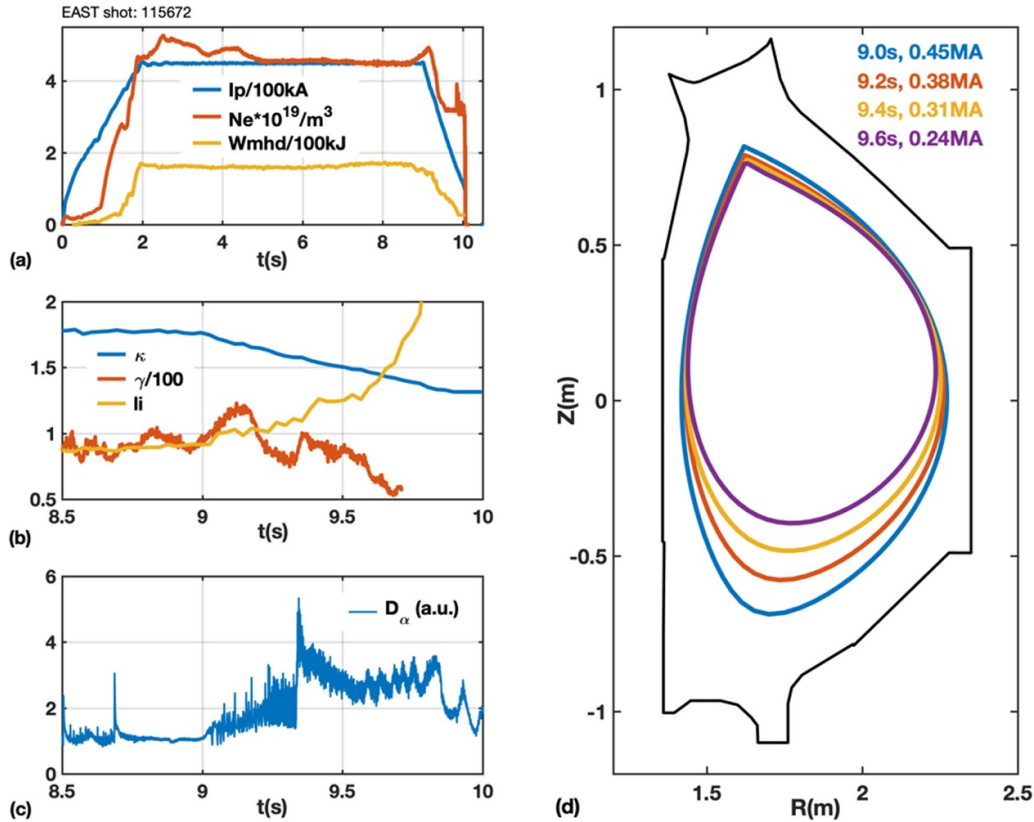 EAST shot: 115672
4
2
0
Ip/100kA
Ne*10¹⁹/m³
Wmhd/100kJ
0 2 4 6 8 10
t(s)
(a)
2
1.5
1
0.5
κ
γ/100
li
8.5 9 9.5 10
t(s)
(b)
6
4
2
0
Dα (a.u.)
8.5 9 9.5 10
t(s)
(c)
9.0s, 0.45MA
9.2s, 0.38MA
9.4s, 0.31MA
9.6s, 0.24MA
1
0.5
0
-0.5
-1
Z(m)
1.5 2 2.5
R(m)
(d)